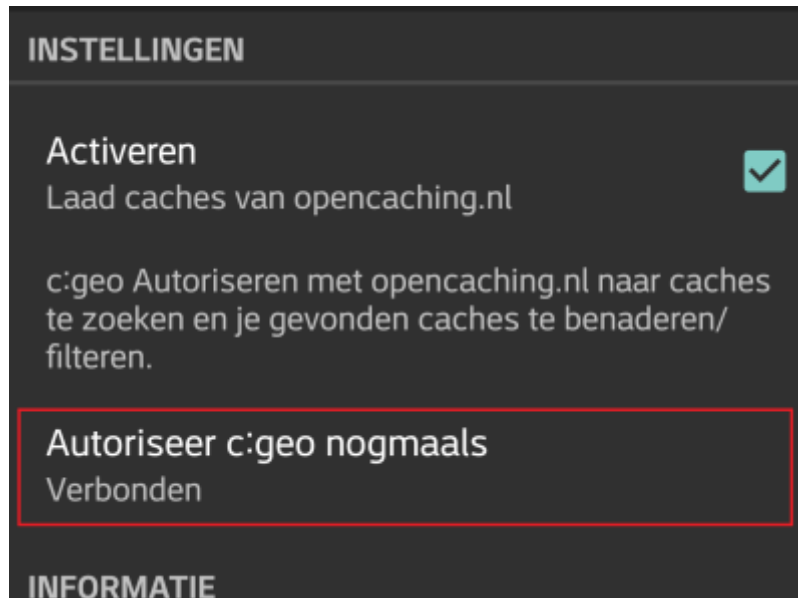 INSTELLINGEN
Activeren
Laad caches van opencaching.nl
c:geo Autoriseren met opencaching.nl naar caches
te zoeken en je gevonden caches te benaderen/
filteren.
Autoriseer c:geo nogmaals
Verbonden
INFORMATIE